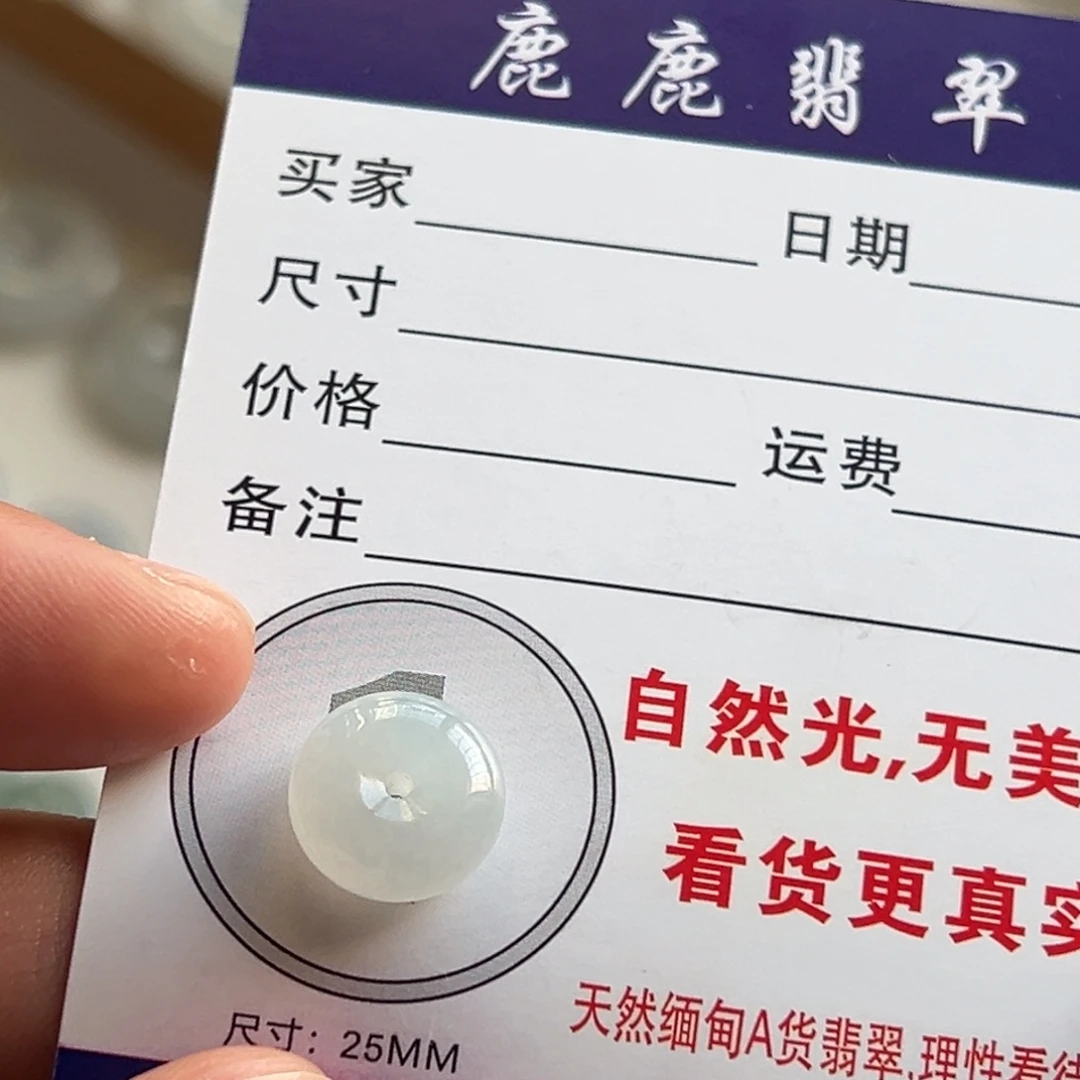 鹿鹿翡翠
买家 日期
尺寸
价格 运费
备注
自然光,无美
看货更真实
天然缅甸A货翡翠,理性看待
尺寸：25MM